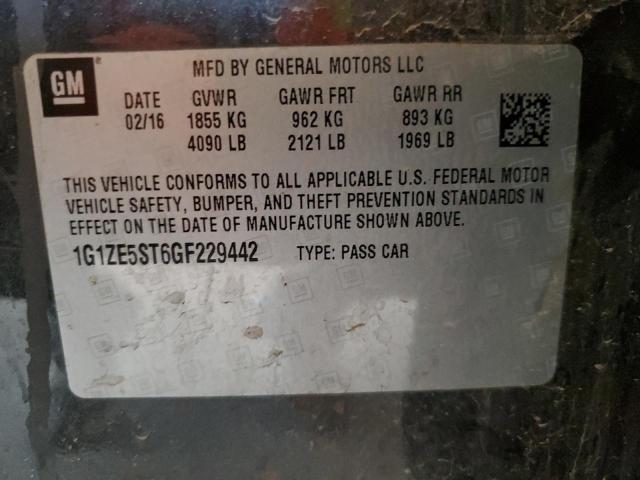 GM
MFD BY GENERAL MOTORS LLC
DATE GVWR GAWR FRT GAWR RR
02/16 1855 KG 962 KG 893 KG
4090 LB 2121 LB 1969 LB
THIS VEHICLE CONFORMS TO ALL APPLICABLE U.S. FEDERAL MOTOR
VEHICLE SAFETY, BUMPER, AND THEFT PREVENTION STANDARDS IN
EFFECT ON THE DATE OF MANUFACTURE SHOWN ABOVE.
1G1ZE5ST6GF229442 TYPE: PASS CAR